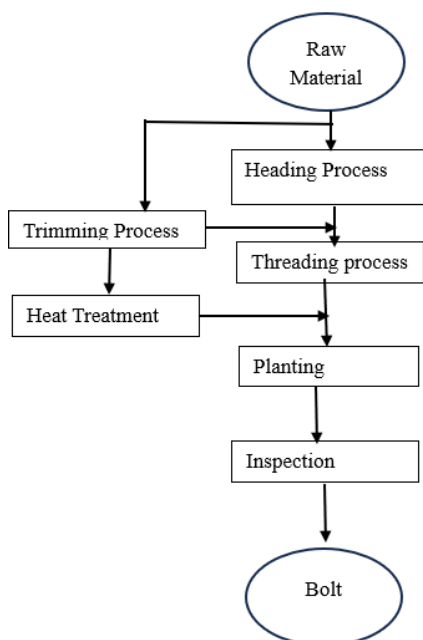 Raw
Material
Heading Process
Trimming Process
Threading process
Heat Treatment
Planting
Inspection
Bolt